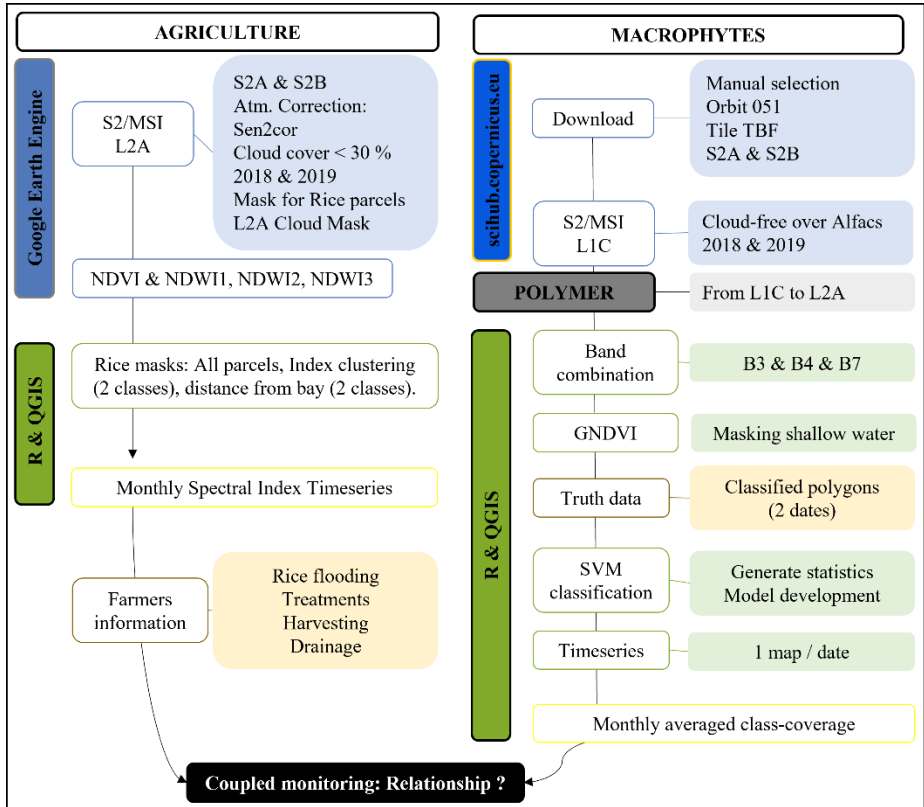 AGRICULTURE
Google Earth Engine
S2/MSI
L2A
S2A & S2B
Atm. Correction:
Sen2cor
Cloud cover < 30 %
2018 & 2019
Mask for Rice parcels
L2A Cloud Mask
NDVI & NDWI1, NDWI2, NDWI3
R & QGIS
Rice masks: All parcels, Index clustering
(2 classes), distance from bay (2 classes).
Monthly Spectral Index Timeseries
Farmers
information
Rice flooding
Treatments
Harvesting
Drainage
MACROPHYTES
scihub.copernicus.eu
Download
Manual selection
Orbit 051
Tile TBF
S2A & S2B
S2/MSI
L1C
Cloud-free over Alfacs
2018 & 2019
POLYMER
From L1C to L2A
R & QGIS
Band
combination
B3 & B4 & B7
GNDVI
Masking shallow water
Truth data
Classified polygons
(2 dates)
SVM
classification
Generate statistics
Model development
Timeseries
1 map / date
Monthly averaged class-coverage
Coupled monitoring: Relationship ?